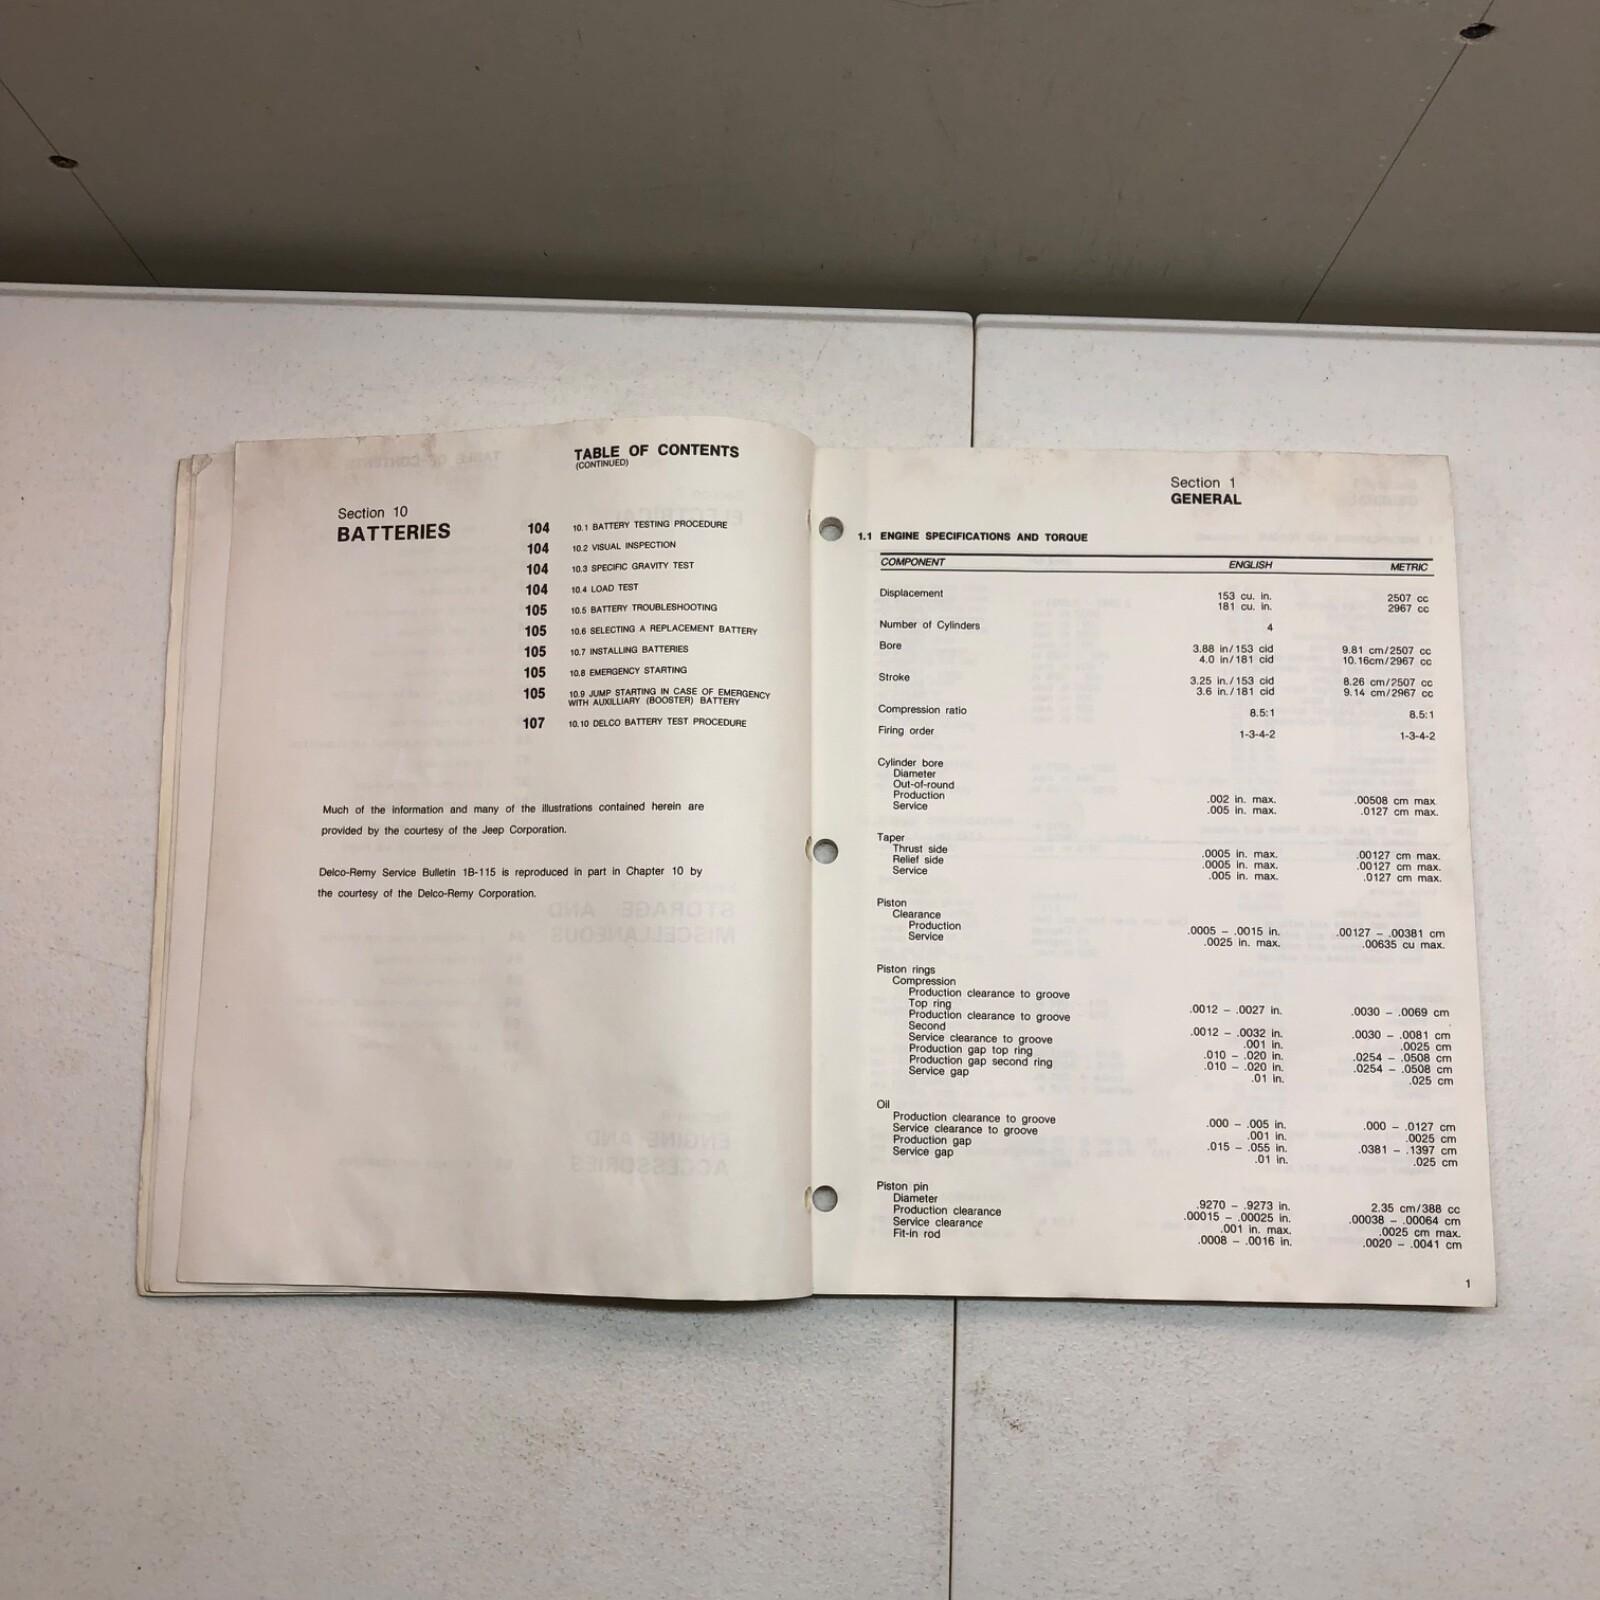 TABLE OF CONTENTS
(CONTINUED)
Section 10
BATTERIES
104 10.1 BATTERY TESTING PROCEDURE
104 10.2 VISUAL INSPECTION
104 10.3 SPECIFIC GRAVITY TEST
104 10.4 LOAD TEST
105 10.5 BATTERY TROUBLESHOOTING
105 10.6 SELECTING A REPLACEMENT BATTERY
105 10.7 INSTALLING BATTERIES
105 10.8 EMERGENCY STARTING
105 10.9 JUMP STARTING IN CASE OF EMERGENCY
WITH AUXILLIARY (BOOSTER) BATTERY
107 10.10 DELCO BATTERY TEST PROCEDURE
Much of the information and many of the illustrations contained herein are
provided by the courtesy of the Jeep Corporation.
Delco-Remy Service Bulletin 1B-115 is reproduced in part in Chapter 10 by
the courtesy of the Delco-Remy Corporation.
Section 1
GENERAL
1.1 ENGINE SPECIFICATIONS AND TORQUE
COMPONENT ENGLISH METRIC
Displacement 153 cu. in. 2507 cc
181 cu. in. 2967 cc
Number of Cylinders 4
Bore 3.88 in/153 cid 9.81 cm/2507 cc
4.0 in/181 cid 10.16cm/2967 cc
Stroke 3.25 in./153 cid 8.26 cm/2507 cc
3.6 in./181 cid 9.14 cm/2967 cc
Compression ratio 8.5:1 8.5:1
Firing order 1-3-4-2 1-3-4-2
Cylinder bore
Diameter
Out-of-round
Production .002 in. max. .00508 cm max
Service .005 in. max. .0127 cm max.
Taper
Thrust side .0005 in. max. .00127 cm max.
Relief side .0005 in. max. .00127 cm max.
Service .005 in. max. .0127 cm max.
Piston
Clearance
Production .0005 – .0015 in. .00127 – .00381 cm
Service .0025 in. max. .00635 cu max.
Piston rings
Compression
Production clearance to groove
Top ring .0012 – .0027 in. .0030 – .0069 cm
Production clearance to groove
Second .0012 – .0032 in. .0030 – .0081 cm
Service clearance to groove .001 in. .0025 cm
Production gap top ring .010 – .020 in. .0254 – .0508 cm
Production gap second ring .010 – .020 in. .0254 – .0508 cm
Service gap .01 in. .025 cm
Oil
Production clearance to groove .000 – .005 in. .000 – .0127 cm
Service clearance to groove .001 in. .0025 cm
Production gap .015 – .055 in. .0381 – .1397 cm
Service gap .01 in. .025 cm
Piston pin
Diameter .9270 – .9273 in. 2.35 cm/388 cc
Production clearance .00015 – .00025 in. .00038 – .00064 cm
Service clearance .001 in. max. .0025 cm max.
Fit-in rod .0008 – .0016 in. .0020 – .0041 cm
1